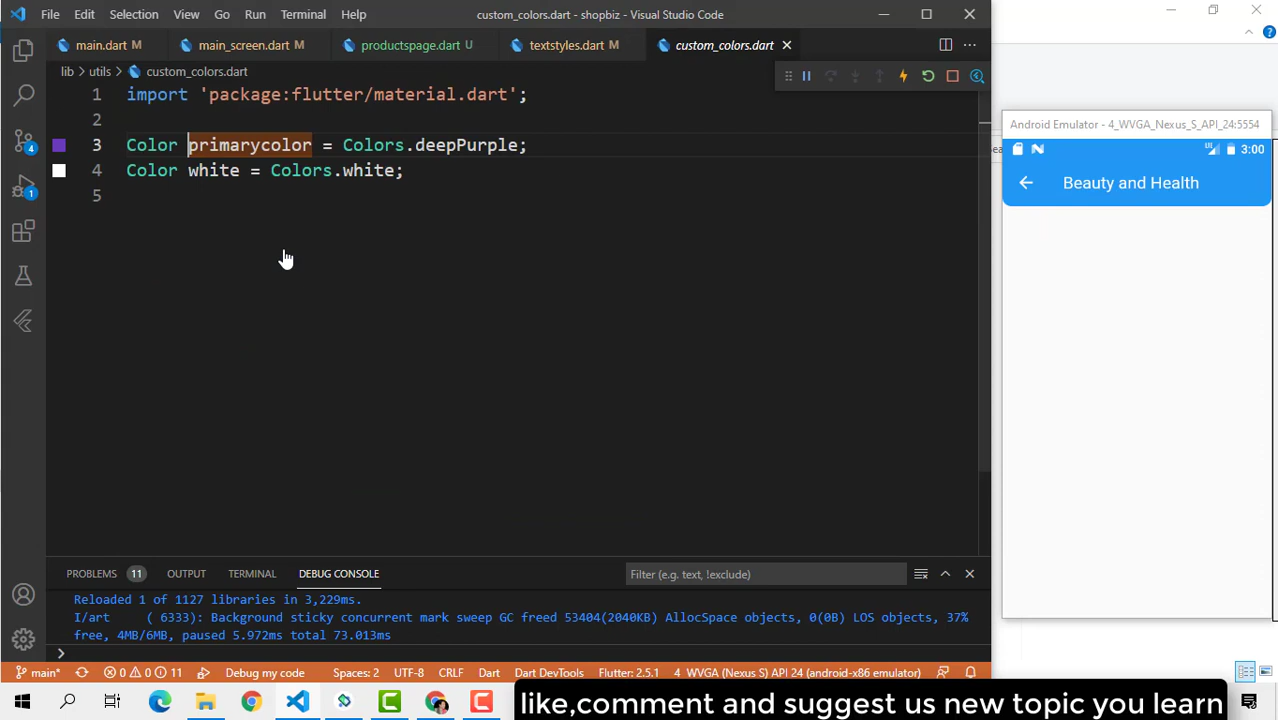 File Edit Selection View Go Run Terminal Help custom_colors.dart - shopbiz - Visual Studio Code
main.dart M main_screen.dart M productspage.dart U textstyles.dart M custom_colors.dart
lib > utils > custom_colors.dart
1 import 'package:flutter/material.dart';
2
3 Color primarycolor = Colors.deepPurple;
4 Color white = Colors.white;
5
4
1
Android Emulator - 4_WVGA_Nexus_S_API_24:5554
3:00
Beauty and Health
PROBLEMS 11 OUTPUT TERMINAL DEBUG CONSOLE Filter (e.g. text, !exclude)
Reloaded 1 of 1127 libraries in 3,229ms.
I/art ( 6333): Background sticky concurrent mark sweep GC freed 53404(2040KB) AllocSpace objects, 0(0B) LOS objects, 37%
free, 4MB/6MB, paused 5.972ms total 73.013ms
main* 0 0 11 Debug my code Spaces: 2 UTF-8 CRLF Dart Dart DevTools Flutter: 2.5.1 4 WVGA (Nexus S) API 24 (android-x86 emulator)
like,comment and suggest us new topic you learn